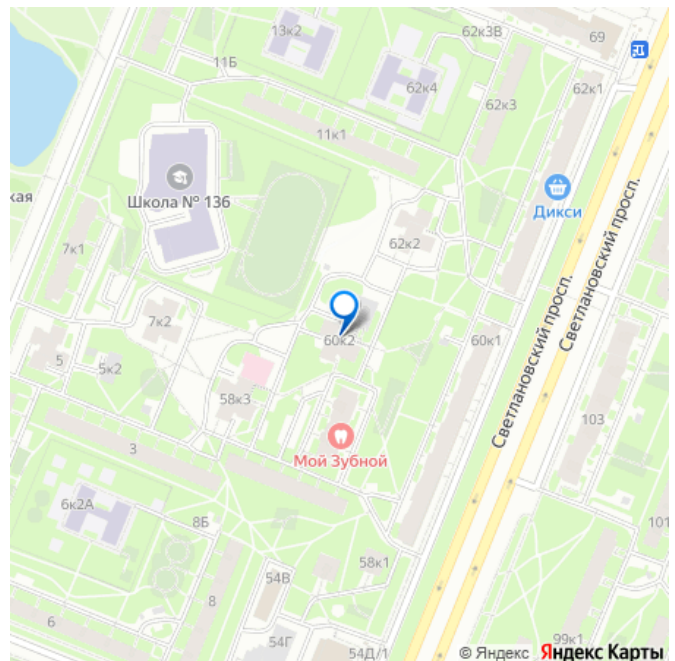 13к2
62к3В
69
11Б
62к4
62к1
62к3
11к1
Школа № 136
кая
Дикси
Светлановский просп.
62к2
7к1
7к2
60к2
60к1
Светлановский просп.
5
5к2
58к3
103
Мой Зубной
3
6к2А
8Б
101
58к1
54В
8
6
54Г
54Д/1
99к1
© Яндекс Яндекс Карты